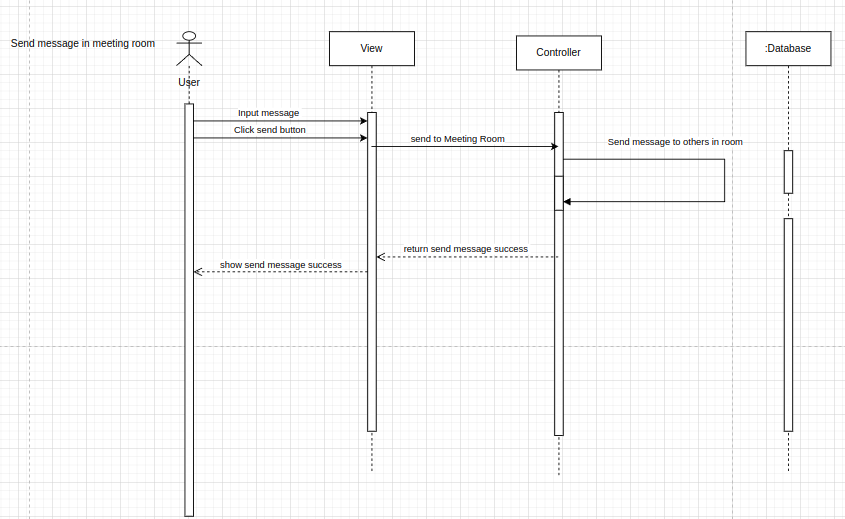 Send message in meeting room
User
View
Controller
:Database
Input message
Click send button
send to Meeting Room
Send message to others in room
return send message success
show send message success